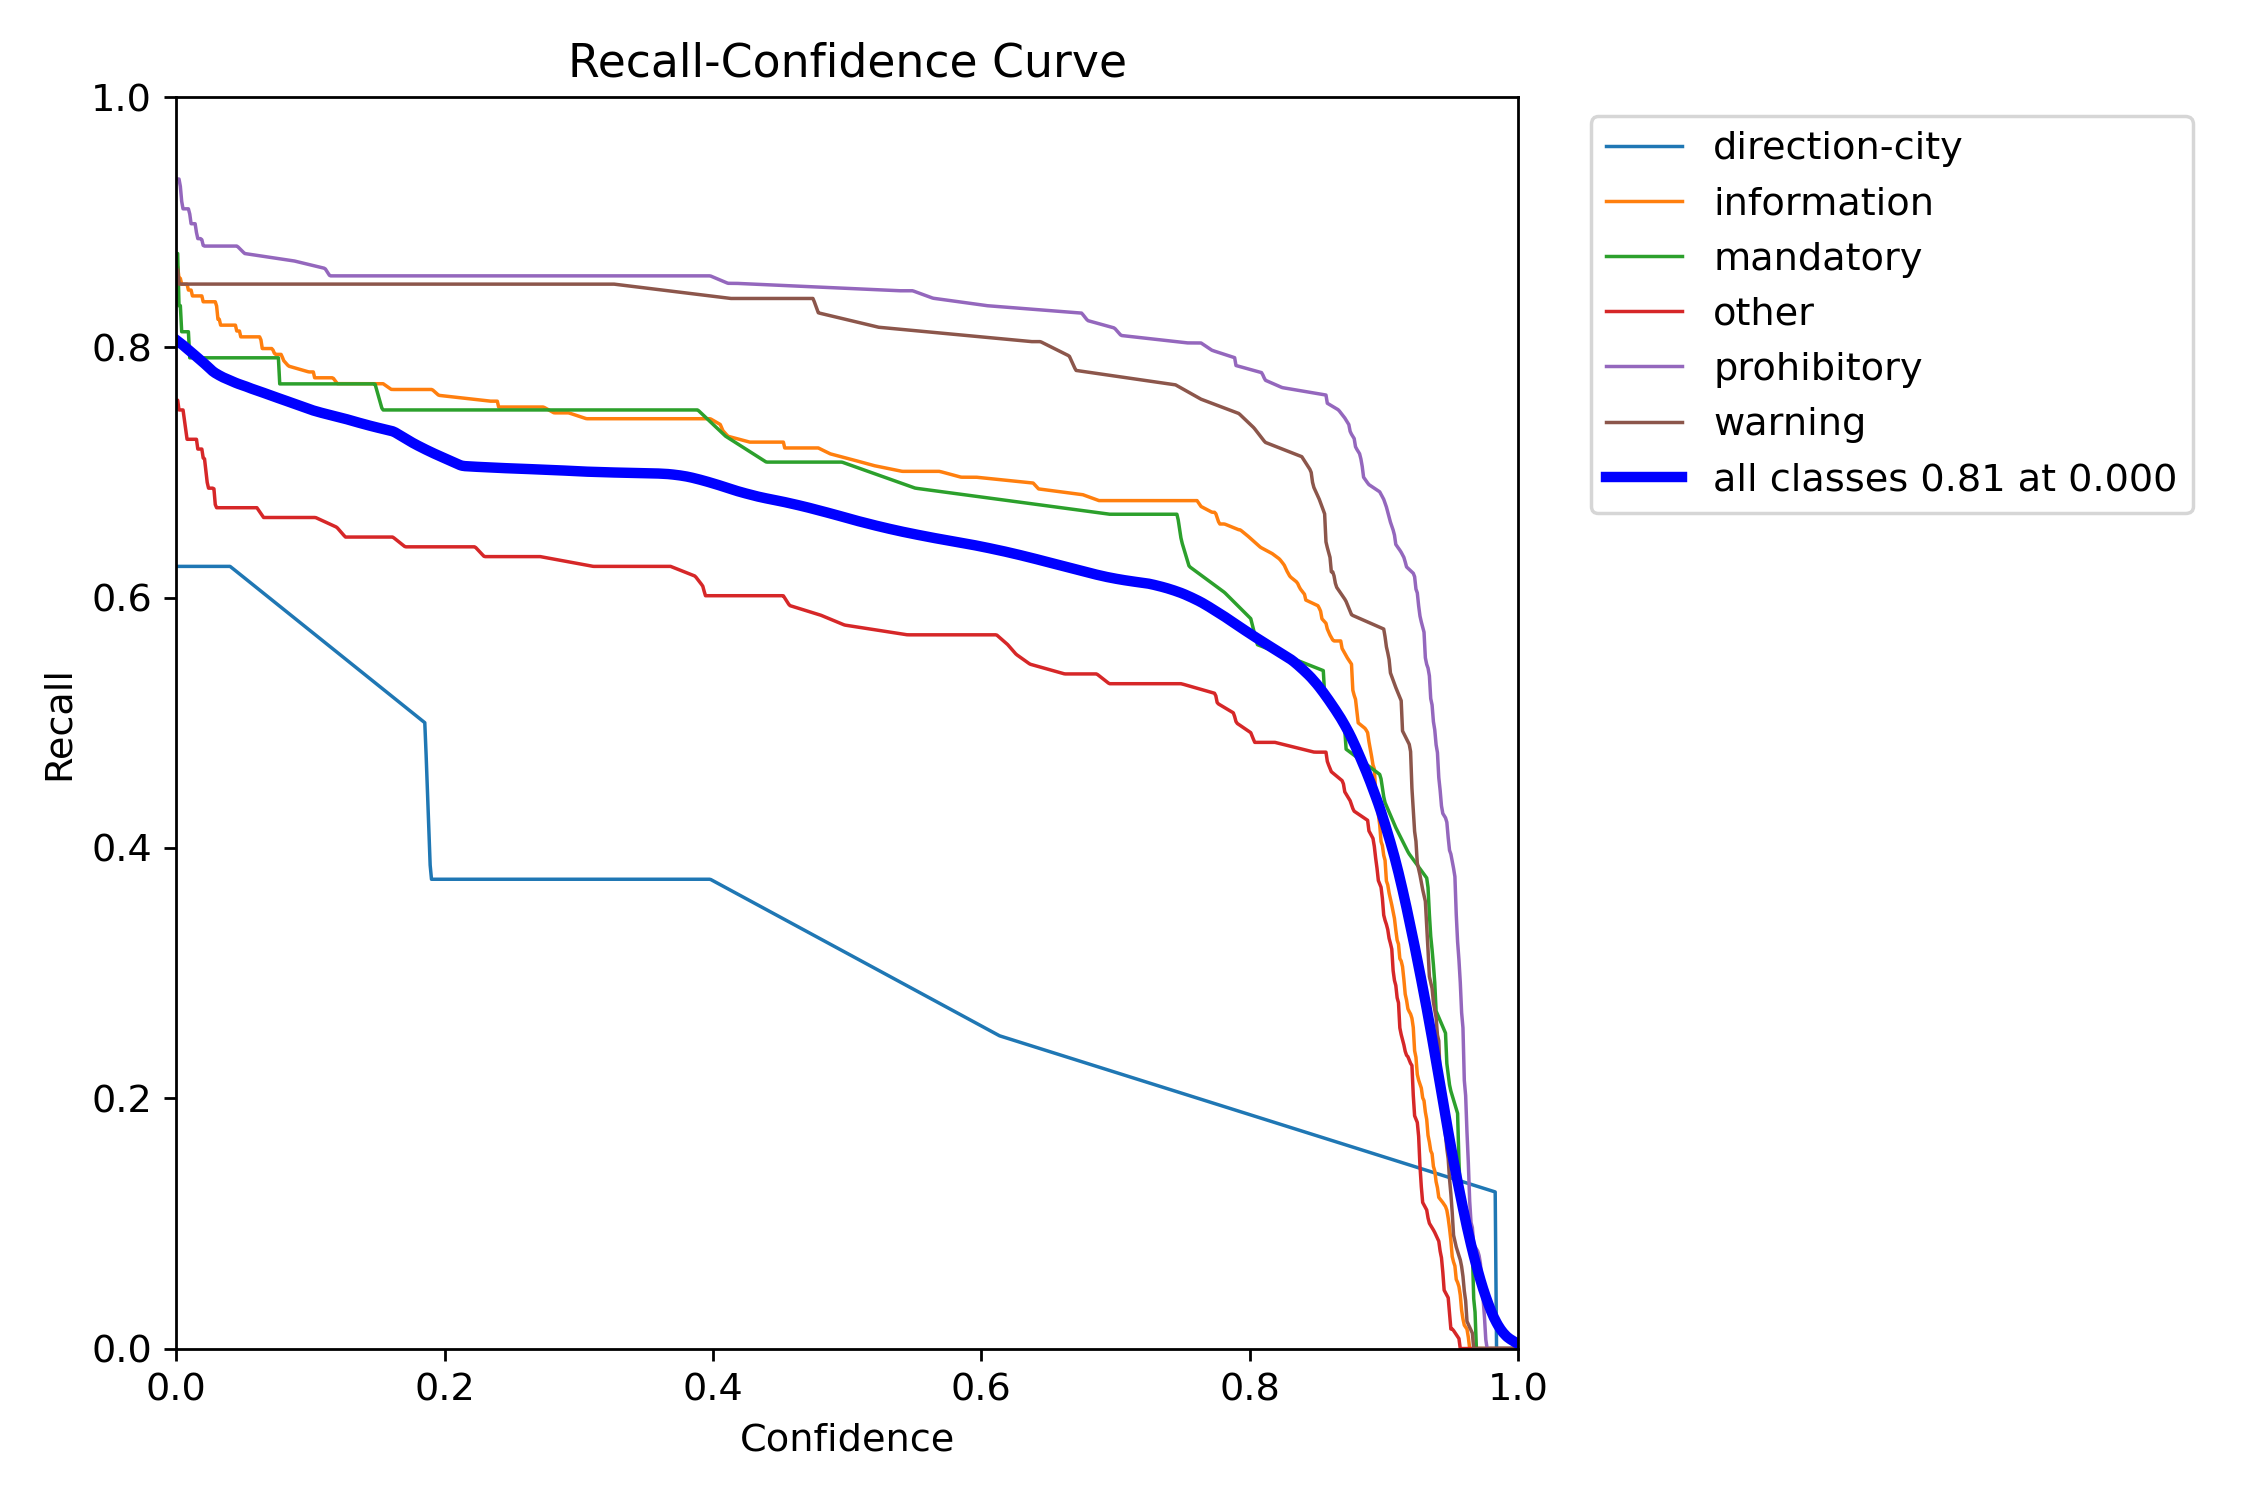 Recall-Confidence Curve
1.0
0.8
0.6
0.4
0.2
0.0
Recall
0.0 0.2 0.4 0.6 0.8 1.0
Confidence
direction-city
information
mandatory
other
prohibitory
warning
all classes 0.81 at 0.000